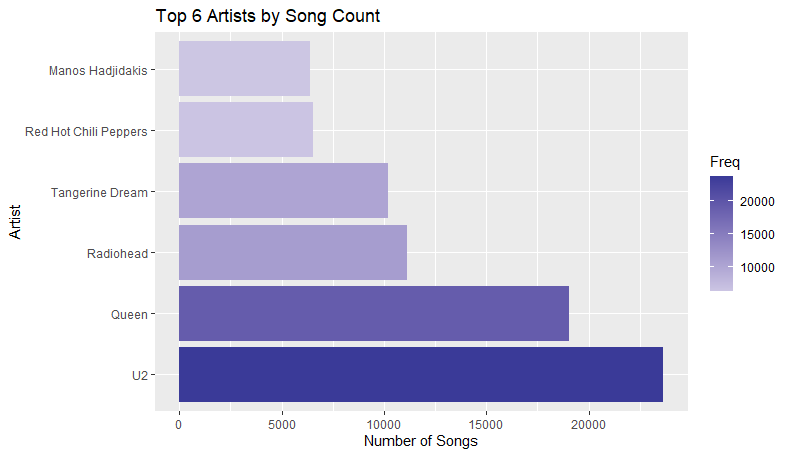 Top 6 Artists by Song Count
Manos Hadjidakis
Red Hot Chili Peppers
Tangerine Dream
Radiohead
Queen
U2
Artist
0 5000 10000 15000 20000
Number of Songs
Freq
20000
15000
10000